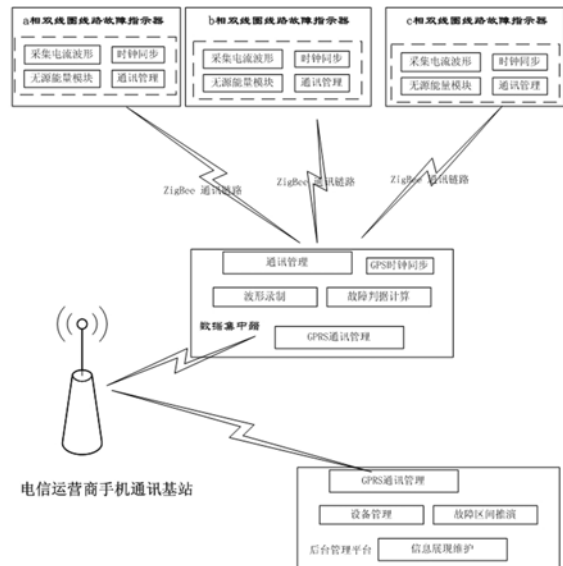 a相双线圈线路故障指示器
采集电流波形
时钟同步
无源能量模块
通讯管理
b相双线圈线路故障指示器
采集电流波形
时钟同步
无源能量模块
通讯管理
c相双线圈线路故障指示器
采集电流波形
时钟同步
无源能量模块
通讯管理
ZigBee 通讯链路
ZigBee 通讯链路
ZigBee 通讯链路
通讯管理
GPS时钟同步
波形录制
故障判据计算
数据集中器
GPRS通讯管理
电信运营商手机通讯基站
GPRS通讯管理
设备管理
故障区间推演
后台管理平台
信息展现维护